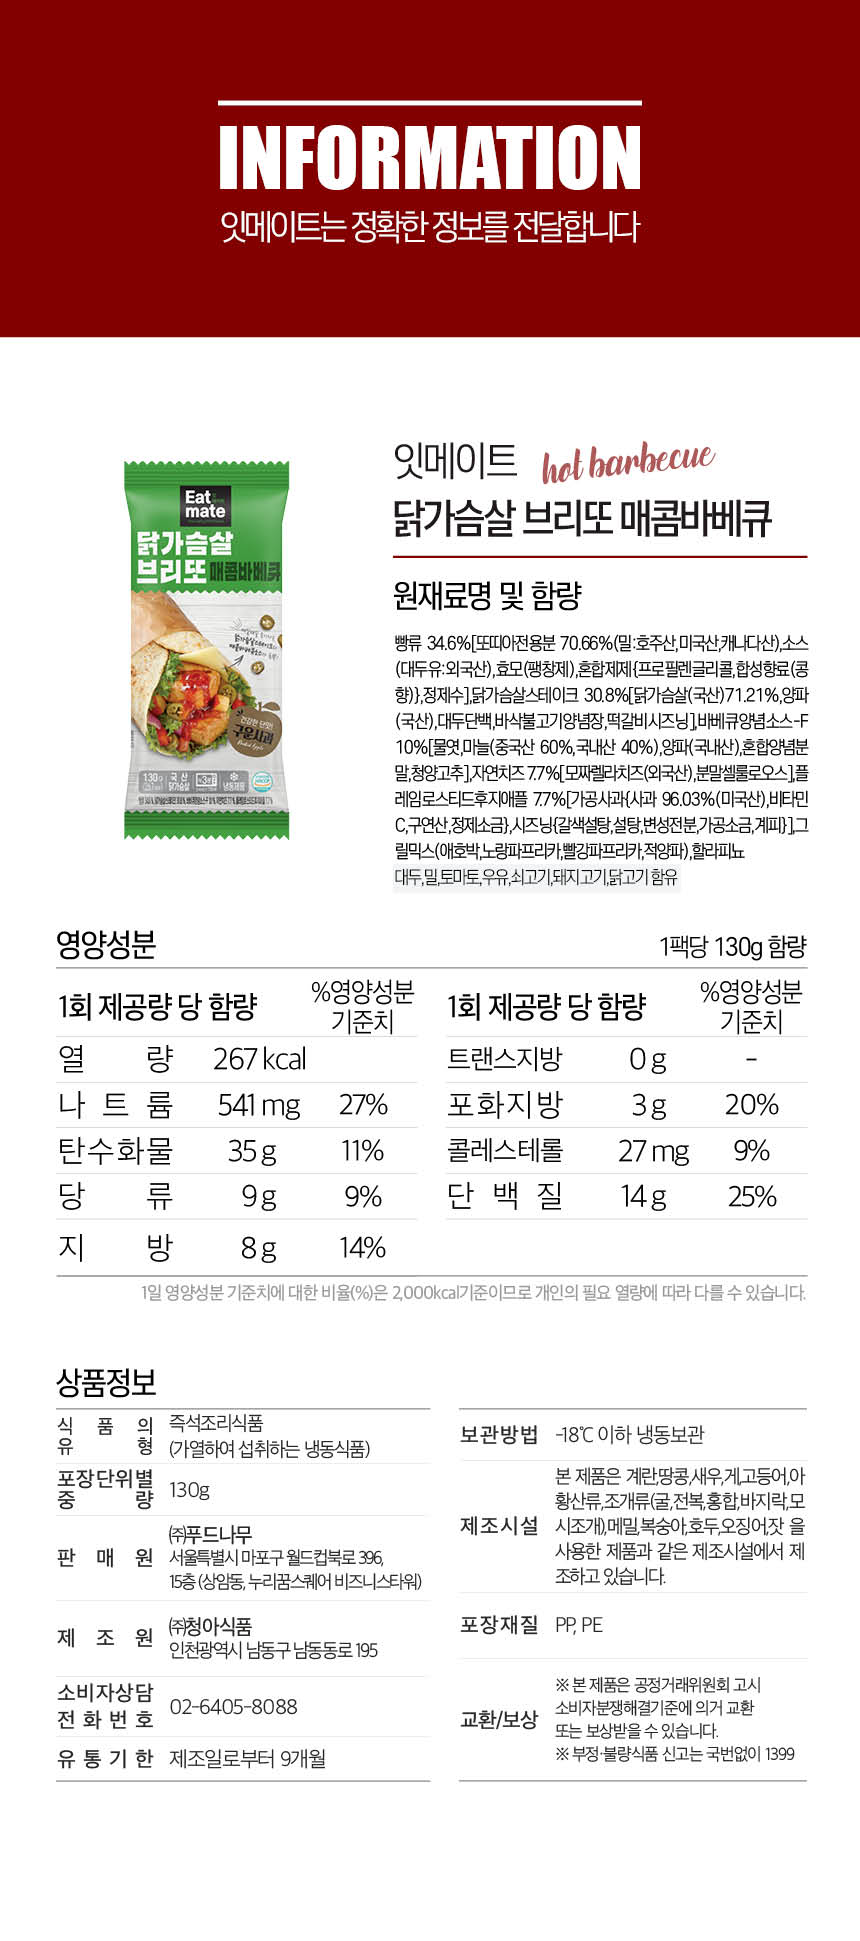 INFORMATION
잇메이트는 정확한 정보를 전달합니다
잇메이트 hot barbecue
닭가슴살 브리또 매콤바베큐
Eat
mate
닭가슴살
브리또 매콤바베큐
건강한 단맛!
구운사과
130g
국 산
닭가슴살
냉동제품
원재료명 및 함량
빵류 34.6%[또띠아전용분 70.66%(밀:호주산,미국산,캐나다산),소스
(대두유:외국산),효모(팽창제),혼합제제{프로필렌글리콜,합성향료(콩
향)},정제수],닭가슴살스테이크 30.8%[닭가슴살(국산)71.21%,양파
(국산),대두단백,바삭불고기양념장,떡갈비시즈닝],바베큐양념소스-F
10%[물엿,마늘(중국산 60%,국내산 40%),양파(국내산),혼합양념분
말,청양고추],자연치즈 7.7%[모짜렐라치즈(외국산),분말셀룰로오스],플
레임로스티드후지애플 7.7%[가공사과{사과 96.03%(미국산),비타민
C,구연산,정제소금},시즈닝{갈색설탕,설탕,변성전분,가공소금,계피}],그
릴믹스(애호박,노랑파프리카,빨강파프리카,적양파),할라피뇨
대두,밀,토마토,우유,쇠고기,돼지고기,닭고기 함유
영양성분 1팩당 130g 함량
1회 제공량 당 함량 %영양성분 기준치
열 량 267 kcal
나 트 륨 541 mg 27%
탄수화물 35 g 11%
당 류 9 g 9%
지 방 8 g 14%
1회 제공량 당 함량 %영양성분 기준치
트랜스지방 0 g -
포화지방 3 g 20%
콜레스테롤 27 mg 9%
단 백 질 14 g 25%
1일 영양성분 기준치에 대한 비율(%)은 2,000kcal기준이므로 개인의 필요 열량에 따라 다를 수 있습니다.
상품정보
식 품 의
유 형
즉석조리식품
(가열하여 섭취하는 냉동식품)
포장단위별
중 량
130g
판 매 원
㈜푸드나무
서울특별시 마포구 월드컵북로 396,
15층 (상암동, 누리꿈스퀘어 비즈니스타워)
제 조 원
㈜청아식품
인천광역시 남동구 남동동로 195
소비자상담
전 화 번 호
02-6405-8088
유 통 기 한 제조일로부터 9개월
보관방법 -18℃ 이하 냉동보관
제조시설
본 제품은 계란,땅콩,새우,게,고등어,아
황산류,조개류(굴,전복,홍합,바지락,모
시조개),메밀,복숭아,호두,오징어,잣 을
사용한 제품과 같은 제조시설에서 제
조하고 있습니다.
포장재질 PP, PE
교환/보상
※ 본 제품은 공정거래위원회 고시
소비자분쟁해결기준에 의거 교환
또는 보상받을 수 있습니다.
※ 부정·불량식품 신고는 국번없이 1399